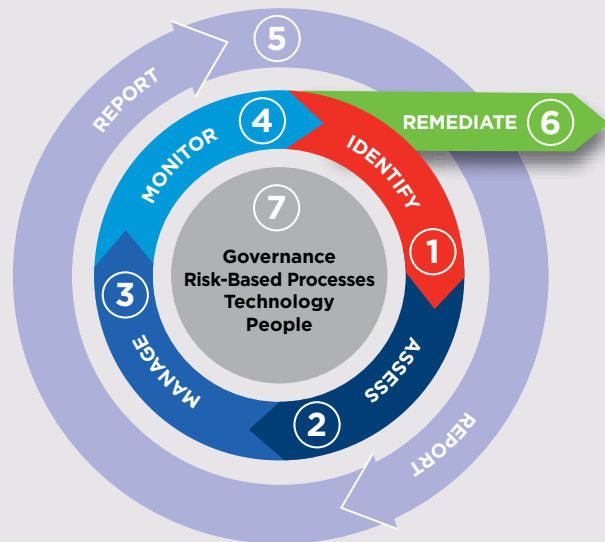 5
REPORT
4
MONITOR
REMEDIATE 6
IDENTIFY
1
7
Governance
Risk-Based Processes
Technology
People
3
MANAGE
ASSESS
2
REPORT